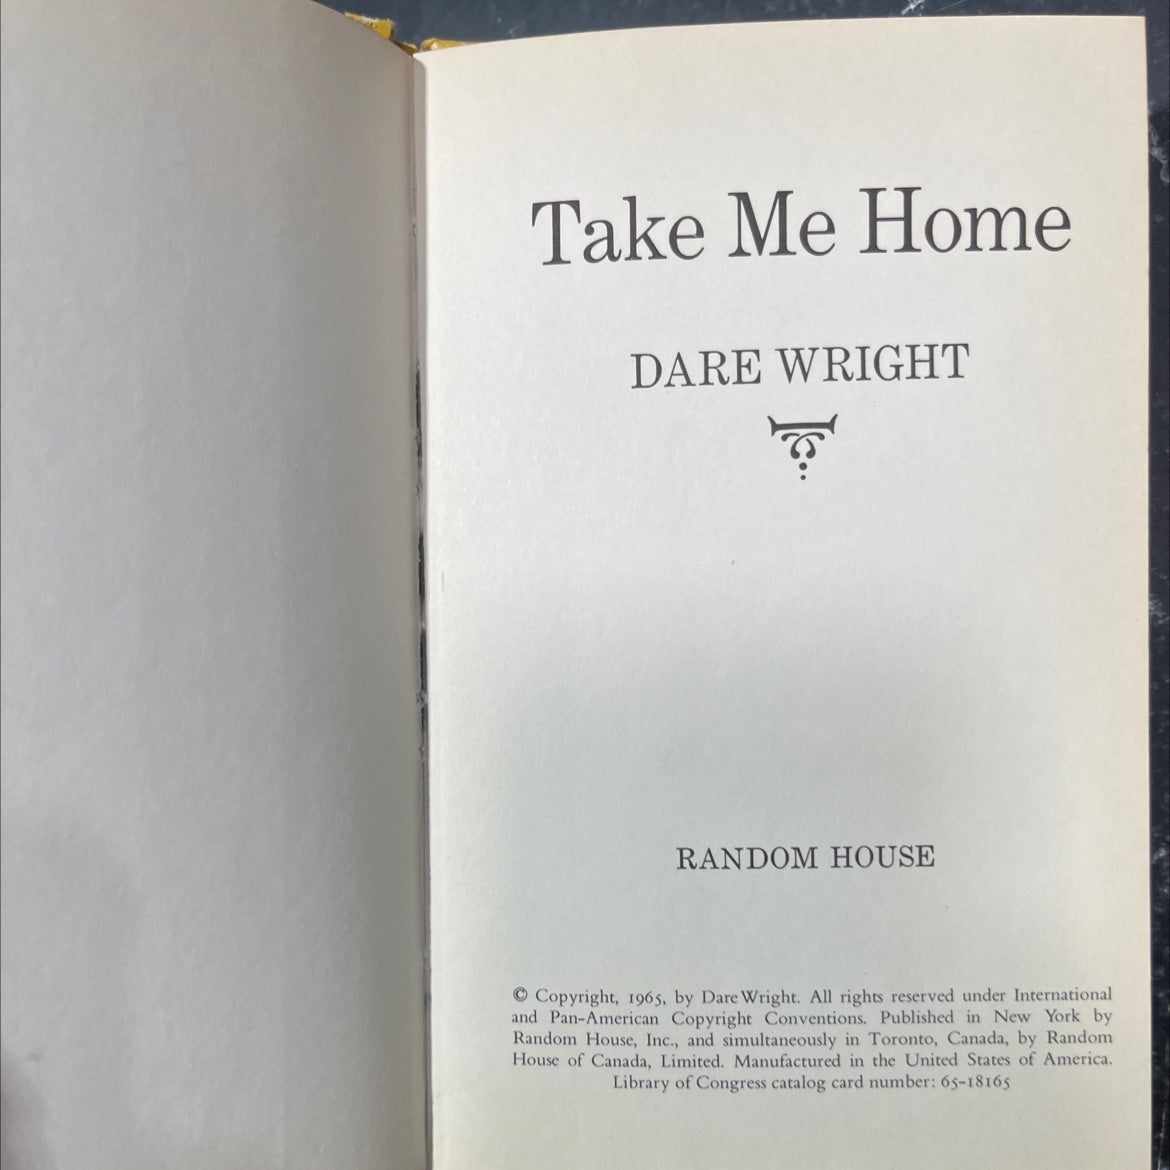 Take Me Home
DARE WRIGHT
RANDOM HOUSE
© Copyright, 1965, by Dare Wright. All rights reserved under International
and Pan-American Copyright Conventions. Published in New York by
Random House, Inc., and simultaneously in Toronto, Canada, by Random
House of Canada, Limited. Manufactured in the United States of America.
Library of Congress catalog card number: 65-18165